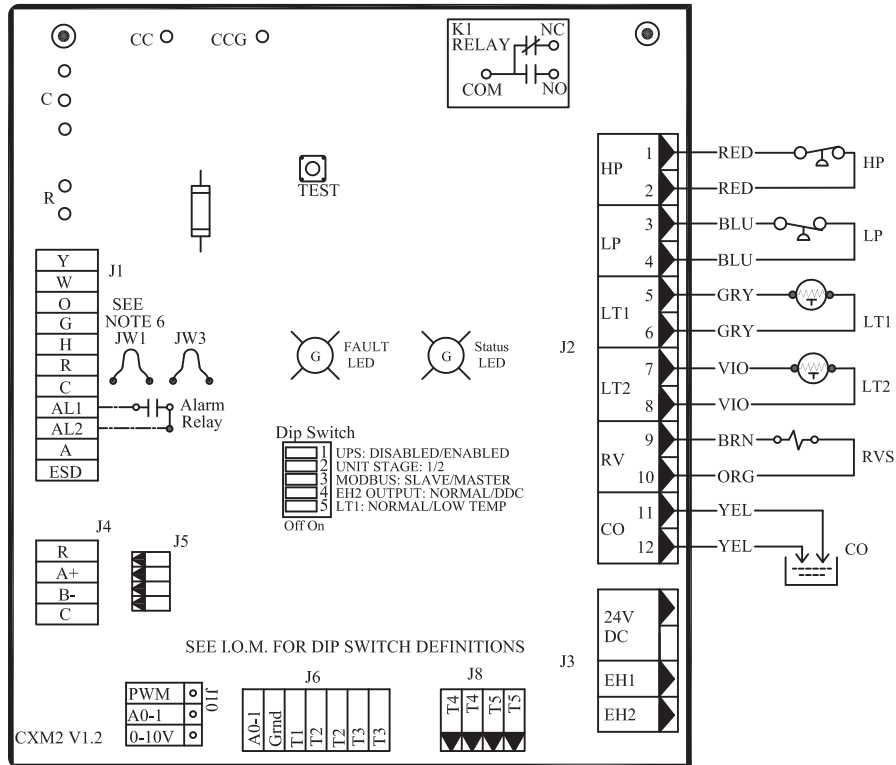 CC
CCG
K1
RELAY
NC
COM
NO
C
R
TEST
Y
W
O
G
H
R
C
AL1
AL2
A
ESD
J1
SEE
NOTE 6
JW1
JW3
Alarm
Relay
G
FAULT
LED
G
Status
LED
Dip Switch
1 UPS: DISABLED/ENABLED
2 UNIT STAGE: 1/2
3 MODBUS: SLAVE/MASTER
4 EH2 OUTPUT: NORMAL/DDC
5 LT1: NORMAL/LOW TEMP
Off On
J2
HP
1
RED
2
RED
HP
LP
3
BLU
4
BLU
LP
LT1
5
GRY
6
GRY
LT1
LT2
7
VIO
8
VIO
LT2
RV
9
BRN
10
ORG
RVS
CO
11
YEL
12
YEL
CO
J4
R
A+
B-
C
J5
SEE I.O.M. FOR DIP SWITCH DEFINITIONS
J3
24V
DC
EH1
EH2
PWM
A0-1
0-10V
J10
J6
A0-1
Grnd
T1
T2
T2
T3
T3
J8
T4
T4
T5
T5
CXM2 V1.2